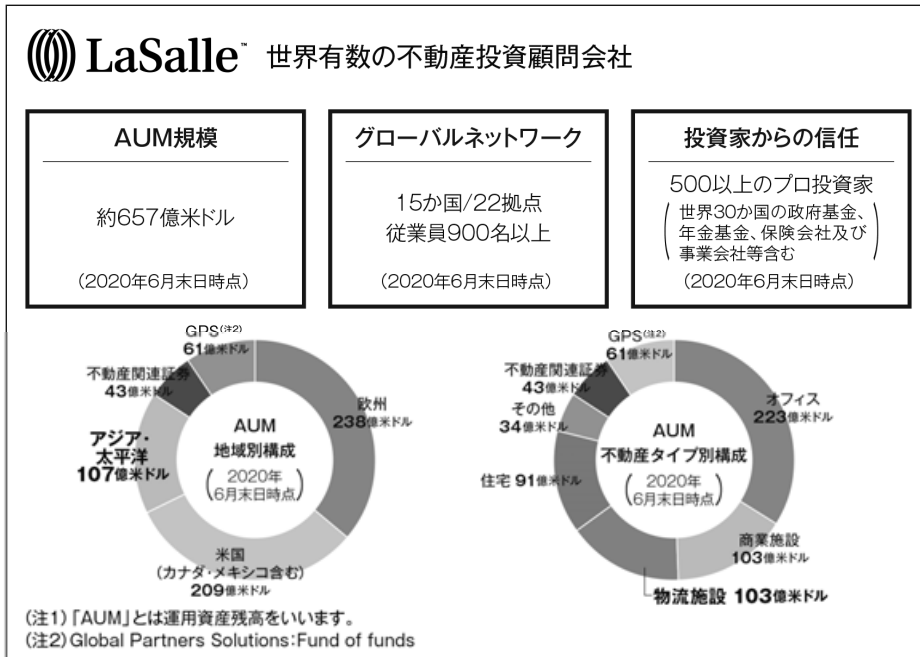 LaSalle™ 世界有数の不動産投資顧問会社
AUM規模
約657億米ドル
(2020年6月末日時点)
グローバルネットワーク
15か国/22拠点
従業員900名以上
(2020年6月末日時点)
投資家からの信任
500以上のプロ投資家
(世界30か国の政府基金、
年金基金、保険会社及び
事業会社等含む)
(2020年6月末日時点)
GPS(注2)
61億米ドル
不動産関連証券
43億米ドル
アジア・
太平洋
107億米ドル
欧州
238億米ドル
米国
(カナダ・メキシコ含む)
209億米ドル
AUM
地域別構成
(2020年
6月末日時点)
GPS(注2)
61億米ドル
不動産関連証券
43億米ドル
その他
34億米ドル
住宅 91億米ドル
オフィス
223億米ドル
商業施設
103億米ドル
物流施設 103億米ドル
AUM
不動産タイプ別構成
(2020年
6月末日時点)
(注1)「AUM」とは運用資産残高をいいます。
(注2)Global Partners Solutions:Fund of funds